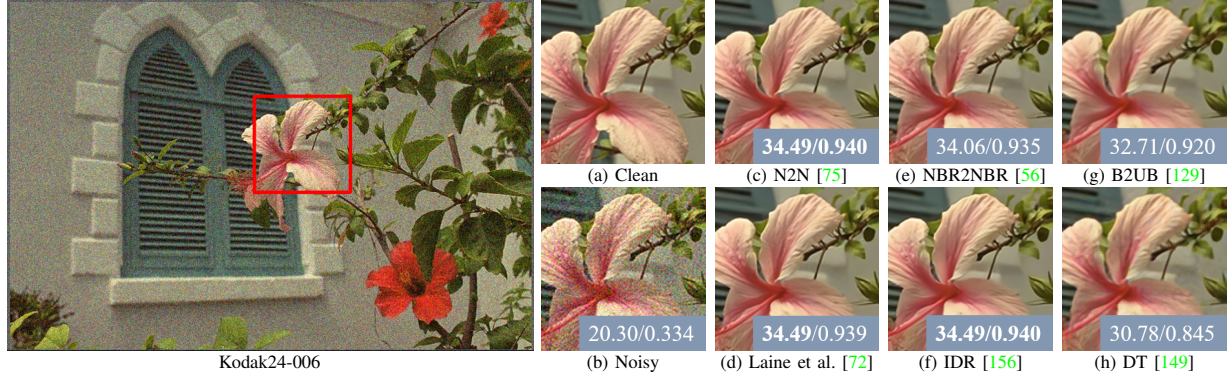 34.49/0.940
34.06/0.935
32.71/0.920
(a) Clean
(c) N2N [75]
(e) NBR2NBR [56]
(g) B2UB [129]
20.30/0.334
34.49/0.939
34.49/0.940
30.78/0.845
Kodak24-006
(b) Noisy
(d) Laine et al. [72]
(f) IDR [156]
(h) DT [149]